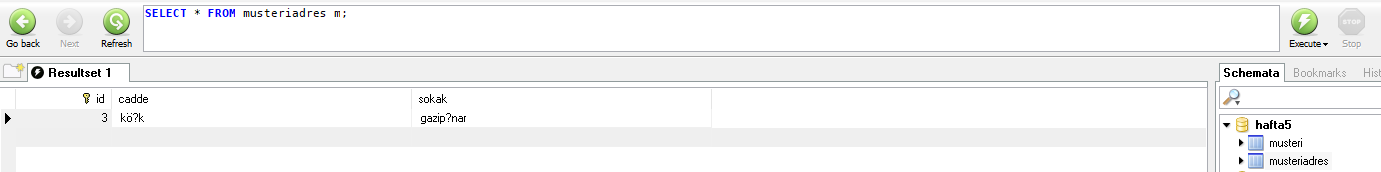 SELECT * FROM musteriadres m;
Go back Next Refresh Execute STOP Stop
Resultset 1 Schemata Bookmarks Hist
id cadde sokak
3 kö?k gazip?nar
hafta5
musteri
musteriadres